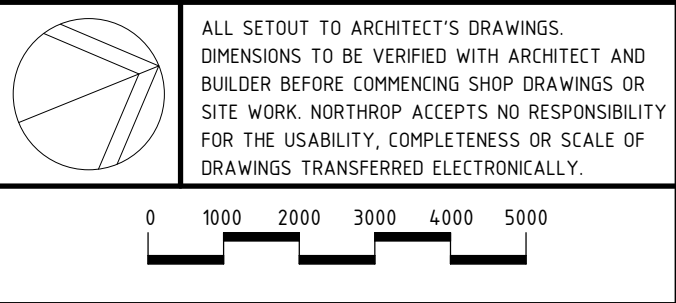 ALL SETOUT TO ARCHITECT'S DRAWINGS.
DIMENSIONS TO BE VERIFIED WITH ARCHITECT AND
BUILDER BEFORE COMMENCING SHOP DRAWINGS OR
SITE WORK. NORTHROP ACCEPTS NO RESPONSIBILITY
FOR THE USABILITY, COMPLETENESS OR SCALE OF
DRAWINGS TRANSFERRED ELECTRONICALLY.
0 1000 2000 3000 4000 5000